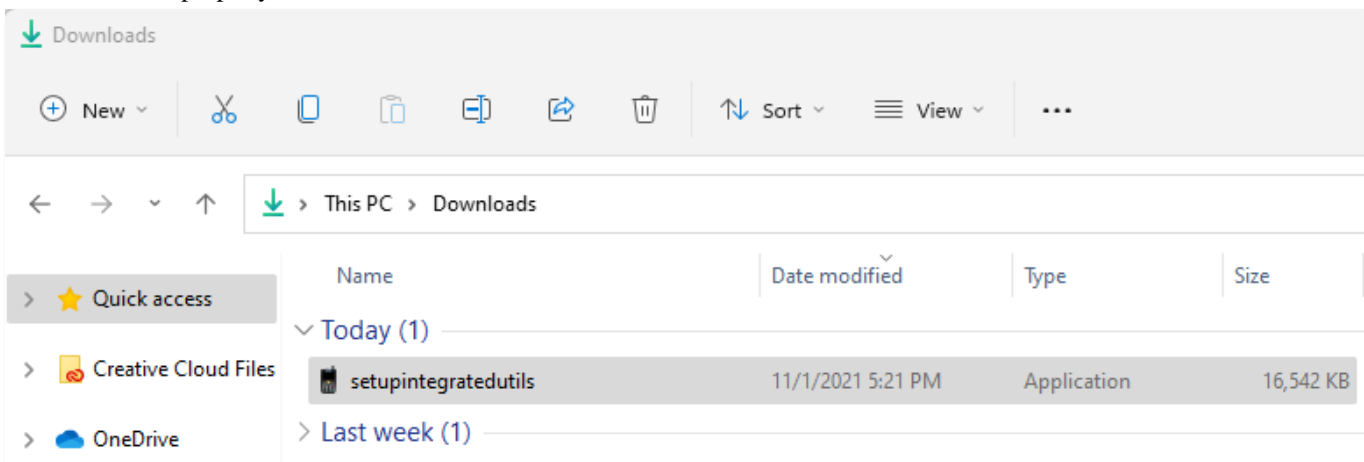 Downloads
New Sort View
This PC > Downloads
Name Date modified Type Size
Quick access
Today (1)
Creative Cloud Files setupintegratedutils 11/1/2021 5:21 PM Application 16,542 KB
OneDrive Last week (1)